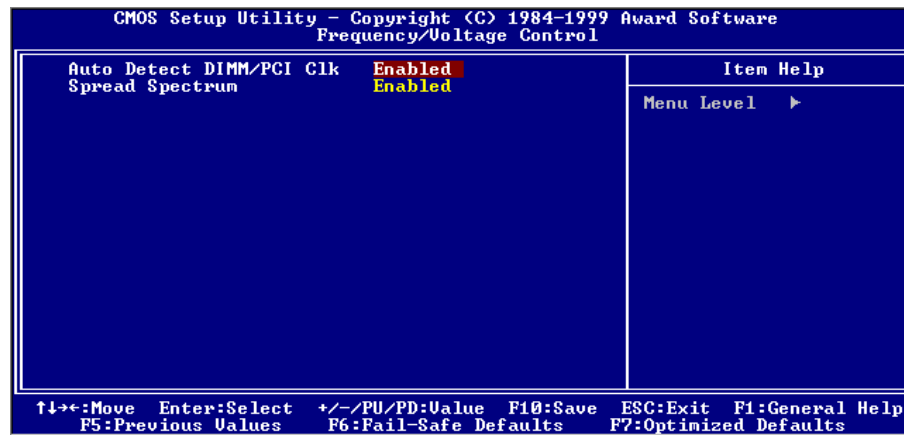 CMOS Setup Utility - Copyright (C) 1984-1999 Award Software
Frequency/Voltage Control
Auto Detect DIMM/PCI Clk Enabled
Spread Spectrum Enabled
Item Help
Menu Level ►
↑↓→←:Move Enter:Select +/-/PU/PD:Value F10:Save ESC:Exit F1:General Help
F5:Previous Values F6:Fail-Safe Defaults F7:Optimized Defaults